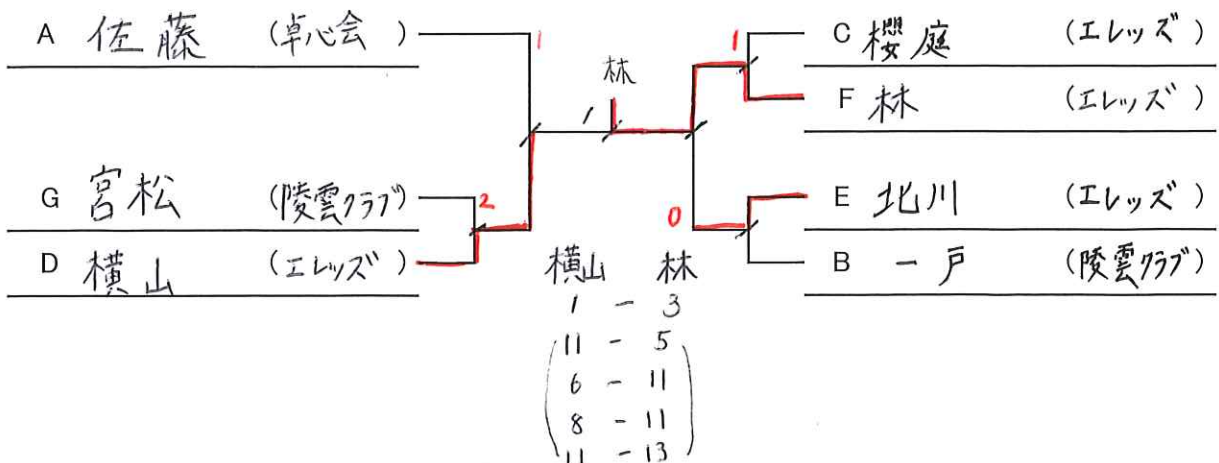 A 佐藤 (卓心会) 1 1 C 櫻庭 (エレッズ)
林
F 林 (エレッズ)
1
G 宮松 (陵雲クラブ) 2 0 E 北川 (エレッズ)
D 横山 (エレッズ) 横山 林 B 一戸 (陵雲クラブ)
1 - 3
11 - 5
6 - 11
8 - 11
11 - 13